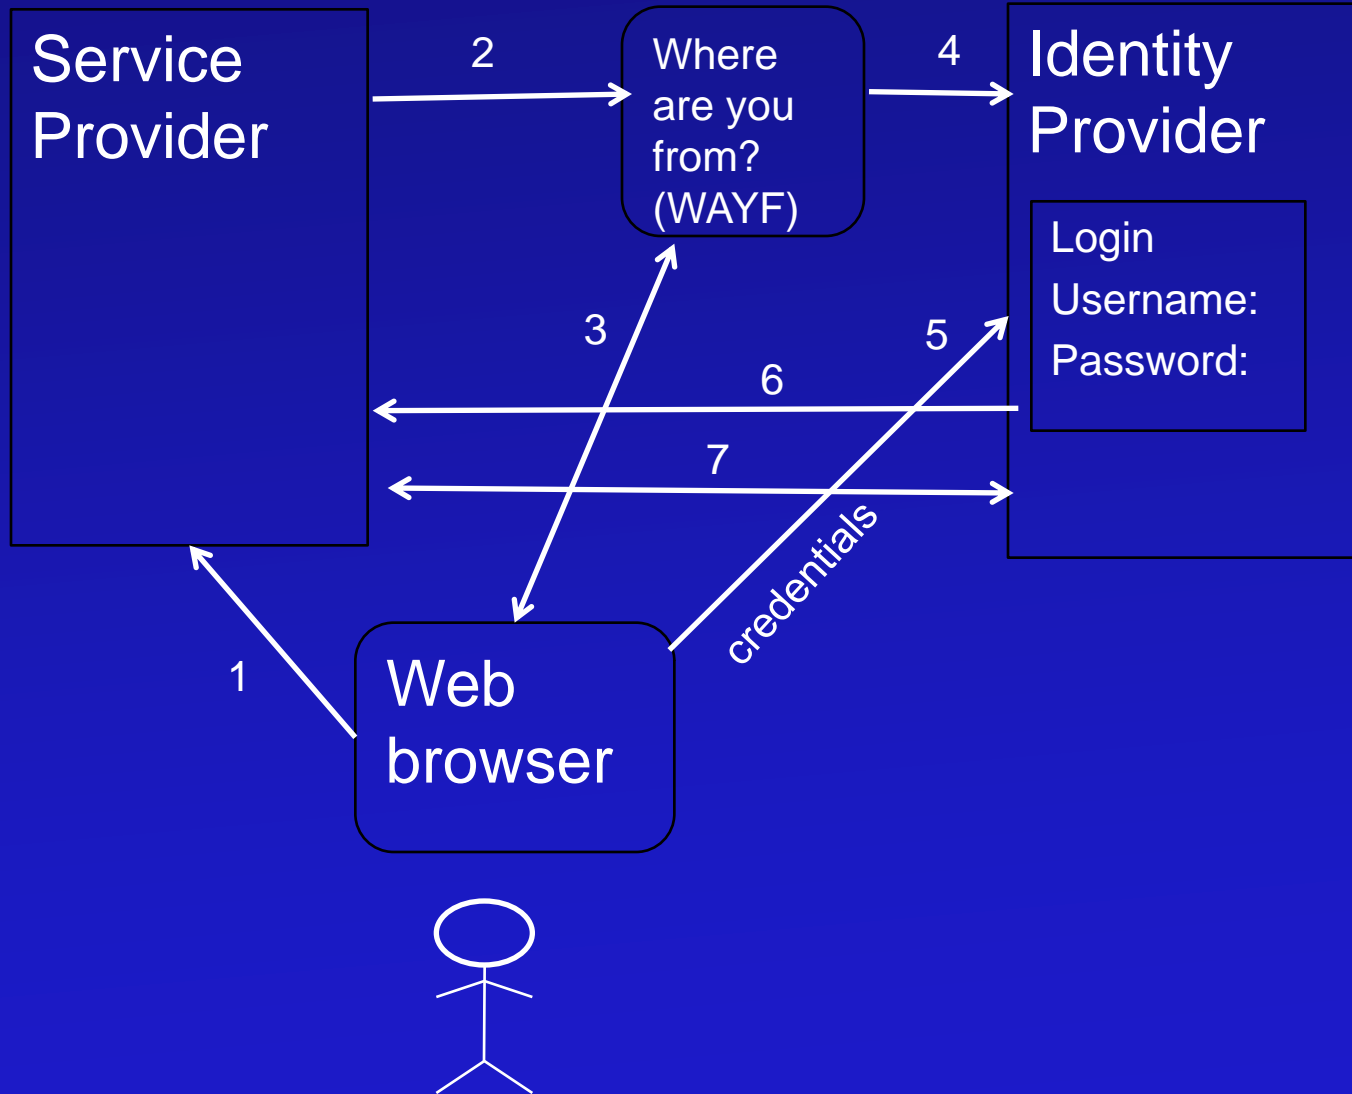 Service
Provider
2
Where
are you
from?
(WAYF)
4
Identity
Provider
Login
Username:
Password:
3
5
6
7
credentials
1
Web
browser